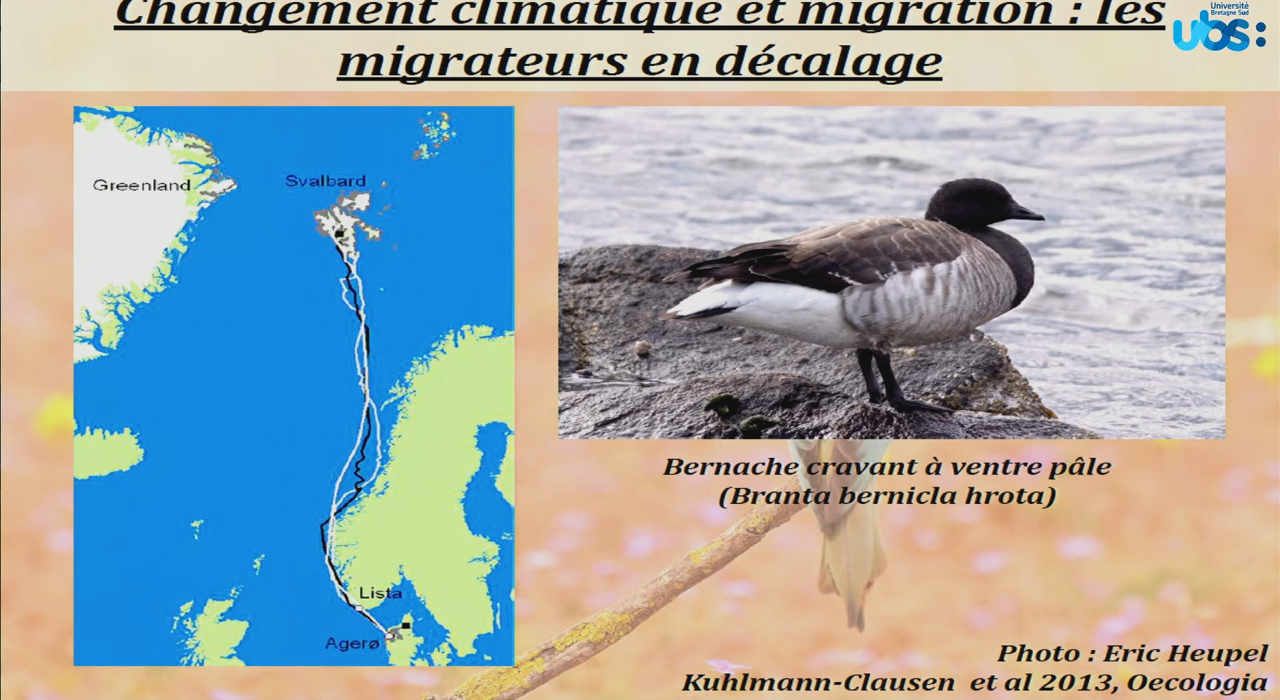 Changement climatique et migration : les
migrateurs en décalage
Université
Bretagne Sud
ubs:
Greenland
Svalbard
Lista
Agerø
Bernache cravant à ventre pâle
(Branta bernicla hrota)
Photo : Eric Heupel
Kuhlmann-Clausen et al 2013, Oecologia